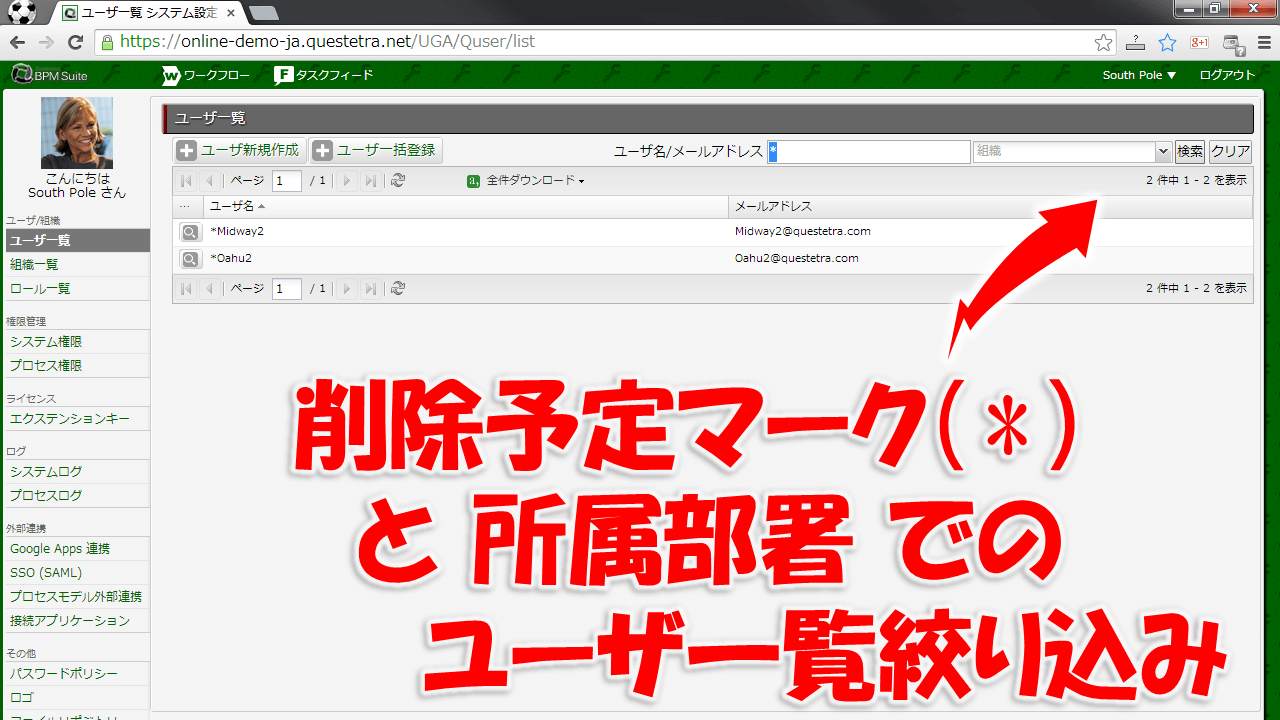 ユーザ一覧 システム設定
https://online-demo-ja.questetra.net/UGA/Quser/list
BPM Suite
ワークフロー
タスクフィード
South Pole ▼
ログアウト
こんにちは
South Pole さん
ユーザ/組織
ユーザ一覧
組織一覧
ロール一覧
権限管理
システム権限
プロセス権限
ライセンス
エクステンションキー
ログ
システムログ
プロセスログ
外部連携
Google Apps 連携
SSO (SAML)
プロセスモデル外部連携
接続アプリケーション
その他
パスワードポリシー
ロゴ
ユーザ一覧
ユーザ新規作成 ユーザ一括登録 ユーザ名/メールアドレス * 組織 検索 クリア
ページ 1 / 1 a, 全件ダウンロード 2 件中 1 - 2 を表示
... ユーザ名 メールアドレス
*Midway2 Midway2@questetra.com
*Oahu2 Oahu2@questetra.com
ページ 1 / 1 2 件中 1 - 2 を表示
削除予定マーク(*)
と 所属部署 での
ユーザ一覧絞り込み